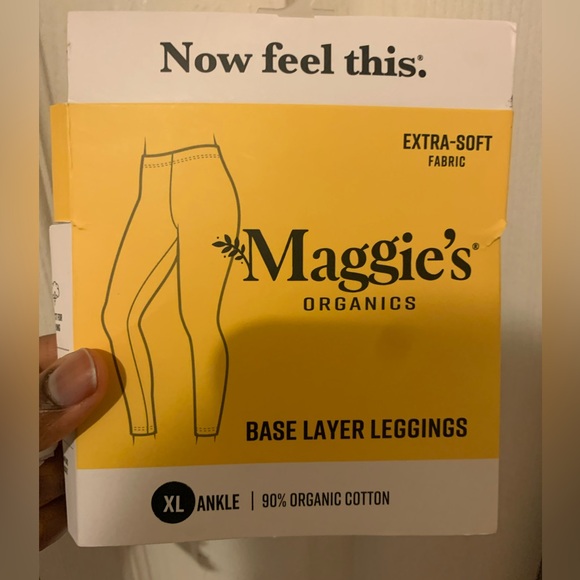 Now feel this.®
EXTRA-SOFT
FABRIC
Maggie's®
ORGANICS
BASE LAYER LEGGINGS
XL ANKLE | 90% ORGANIC COTTON